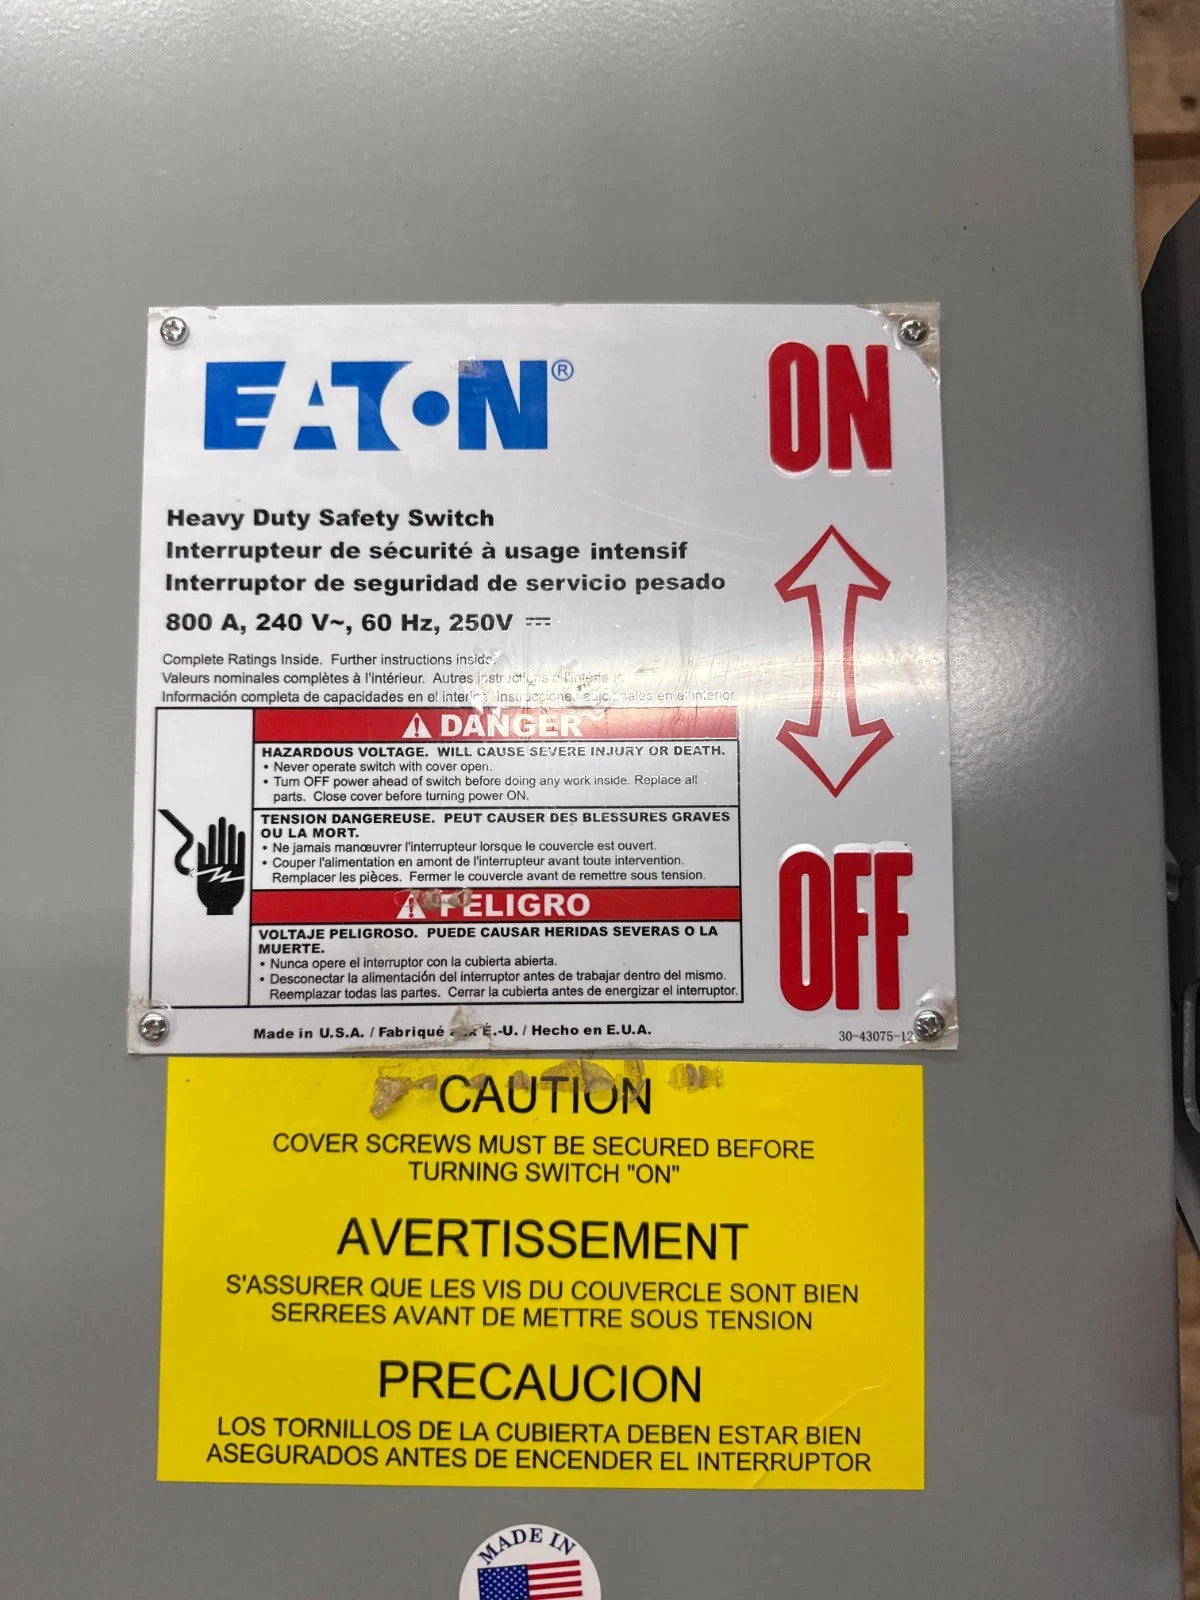 EATON®
ON
Heavy Duty Safety Switch
Interrupteur de sécurité à usage intensif
Interruptor de seguridad de servicio pesado
800 A, 240 V~, 60 Hz, 250V ⎓
Complete Ratings Inside. Further instructions inside.
Valeurs nominales complètes à l'intérieur. Autres instructions à l'intérieur.
Información completa de capacidades en el interior. Instrucciones adicionales en el interior.
⚠ DANGER
HAZARDOUS VOLTAGE. WILL CAUSE SEVERE INJURY OR DEATH.
• Never operate switch with cover open.
• Turn OFF power ahead of switch before doing any work inside. Replace all
parts. Close cover before turning power ON.
TENSION DANGEREUSE. PEUT CAUSER DES BLESSURES GRAVES
OU LA MORT.
• Ne jamais manœuvrer l'interrupteur lorsque le couvercle est ouvert.
• Couper l'alimentation en amont de l'interrupteur avant toute intervention.
Remplacer les pièces. Fermer le couvercle avant de remettre sous tension.
⚠ PELIGRO
VOLTAJE PELIGROSO. PUEDE CAUSAR HERIDAS SEVERAS O LA
MUERTE.
• Nunca opere el interruptor con la cubierta abierta.
• Desconectar la alimentación del interruptor antes de trabajar dentro del mismo.
Reemplazar todas las partes. Cerrar la cubierta antes de energizar el interruptor.
OFF
Made in U.S.A. / Fabriqué aux É.-U. / Hecho en E.U.A.
CAUTION
COVER SCREWS MUST BE SECURED BEFORE
TURNING SWITCH "ON"
AVERTISSEMENT
S'ASSURER QUE LES VIS DU COUVERCLE SONT BIEN
SERREES AVANT DE METTRE SOUS TENSION
PRECAUCION
LOS TORNILLOS DE LA CUBIERTA DEBEN ESTAR BIEN
ASEGURADOS ANTES DE ENCENDER EL INTERRUPTOR
MADE IN